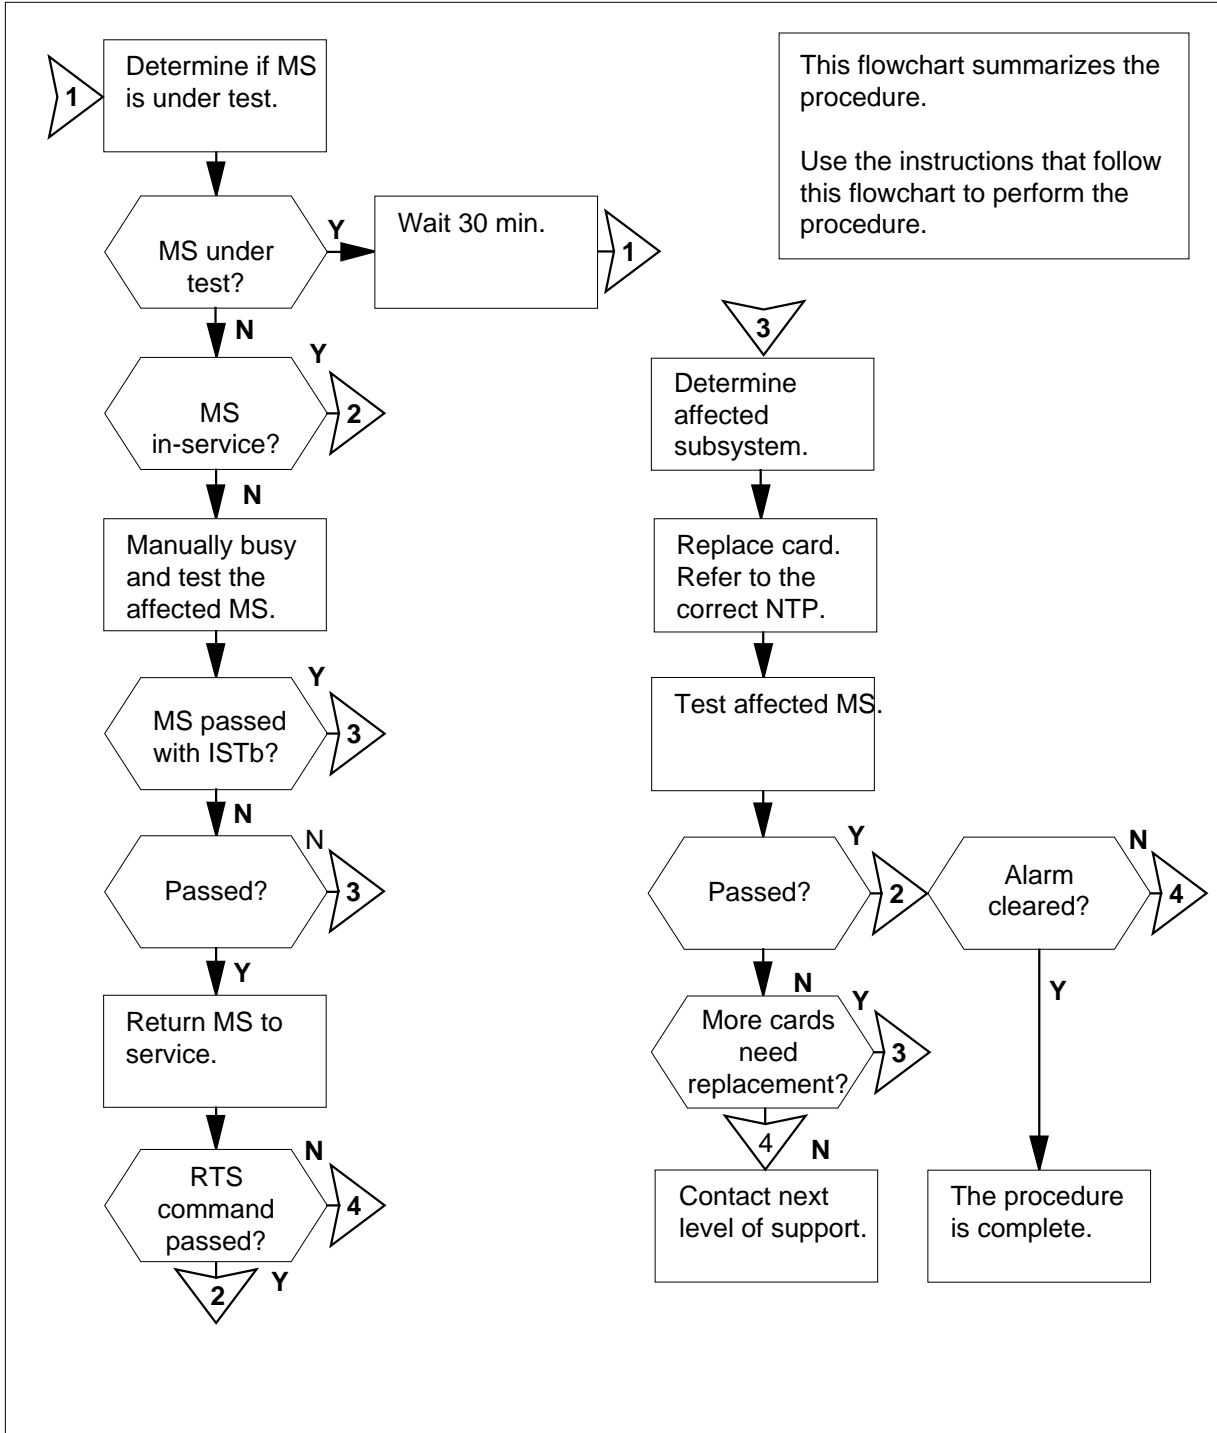 1
Determine if MS
is under test.
This flowchart summarizes the
procedure.
Use the instructions that follow
this flowchart to perform the
procedure.
MS under
test?
Y
Wait 30 min.
1
N
MS
in-service?
Y
2
N
Manually busy
and test the
affected MS.
MS passed
with ISTb?
Y
3
N
Passed?
N
3
Y
Return MS to
service.
RTS
command
passed?
N
4
Y
2
3
Determine
affected
subsystem.
Replace card.
Refer to the
correct NTP.
Test affected MS.
Passed?
Y
2
Alarm
cleared?
N
4
N
Y
More cards
need
replacement?
Y
3
4
N
Contact next
level of support.
The procedure
is complete.